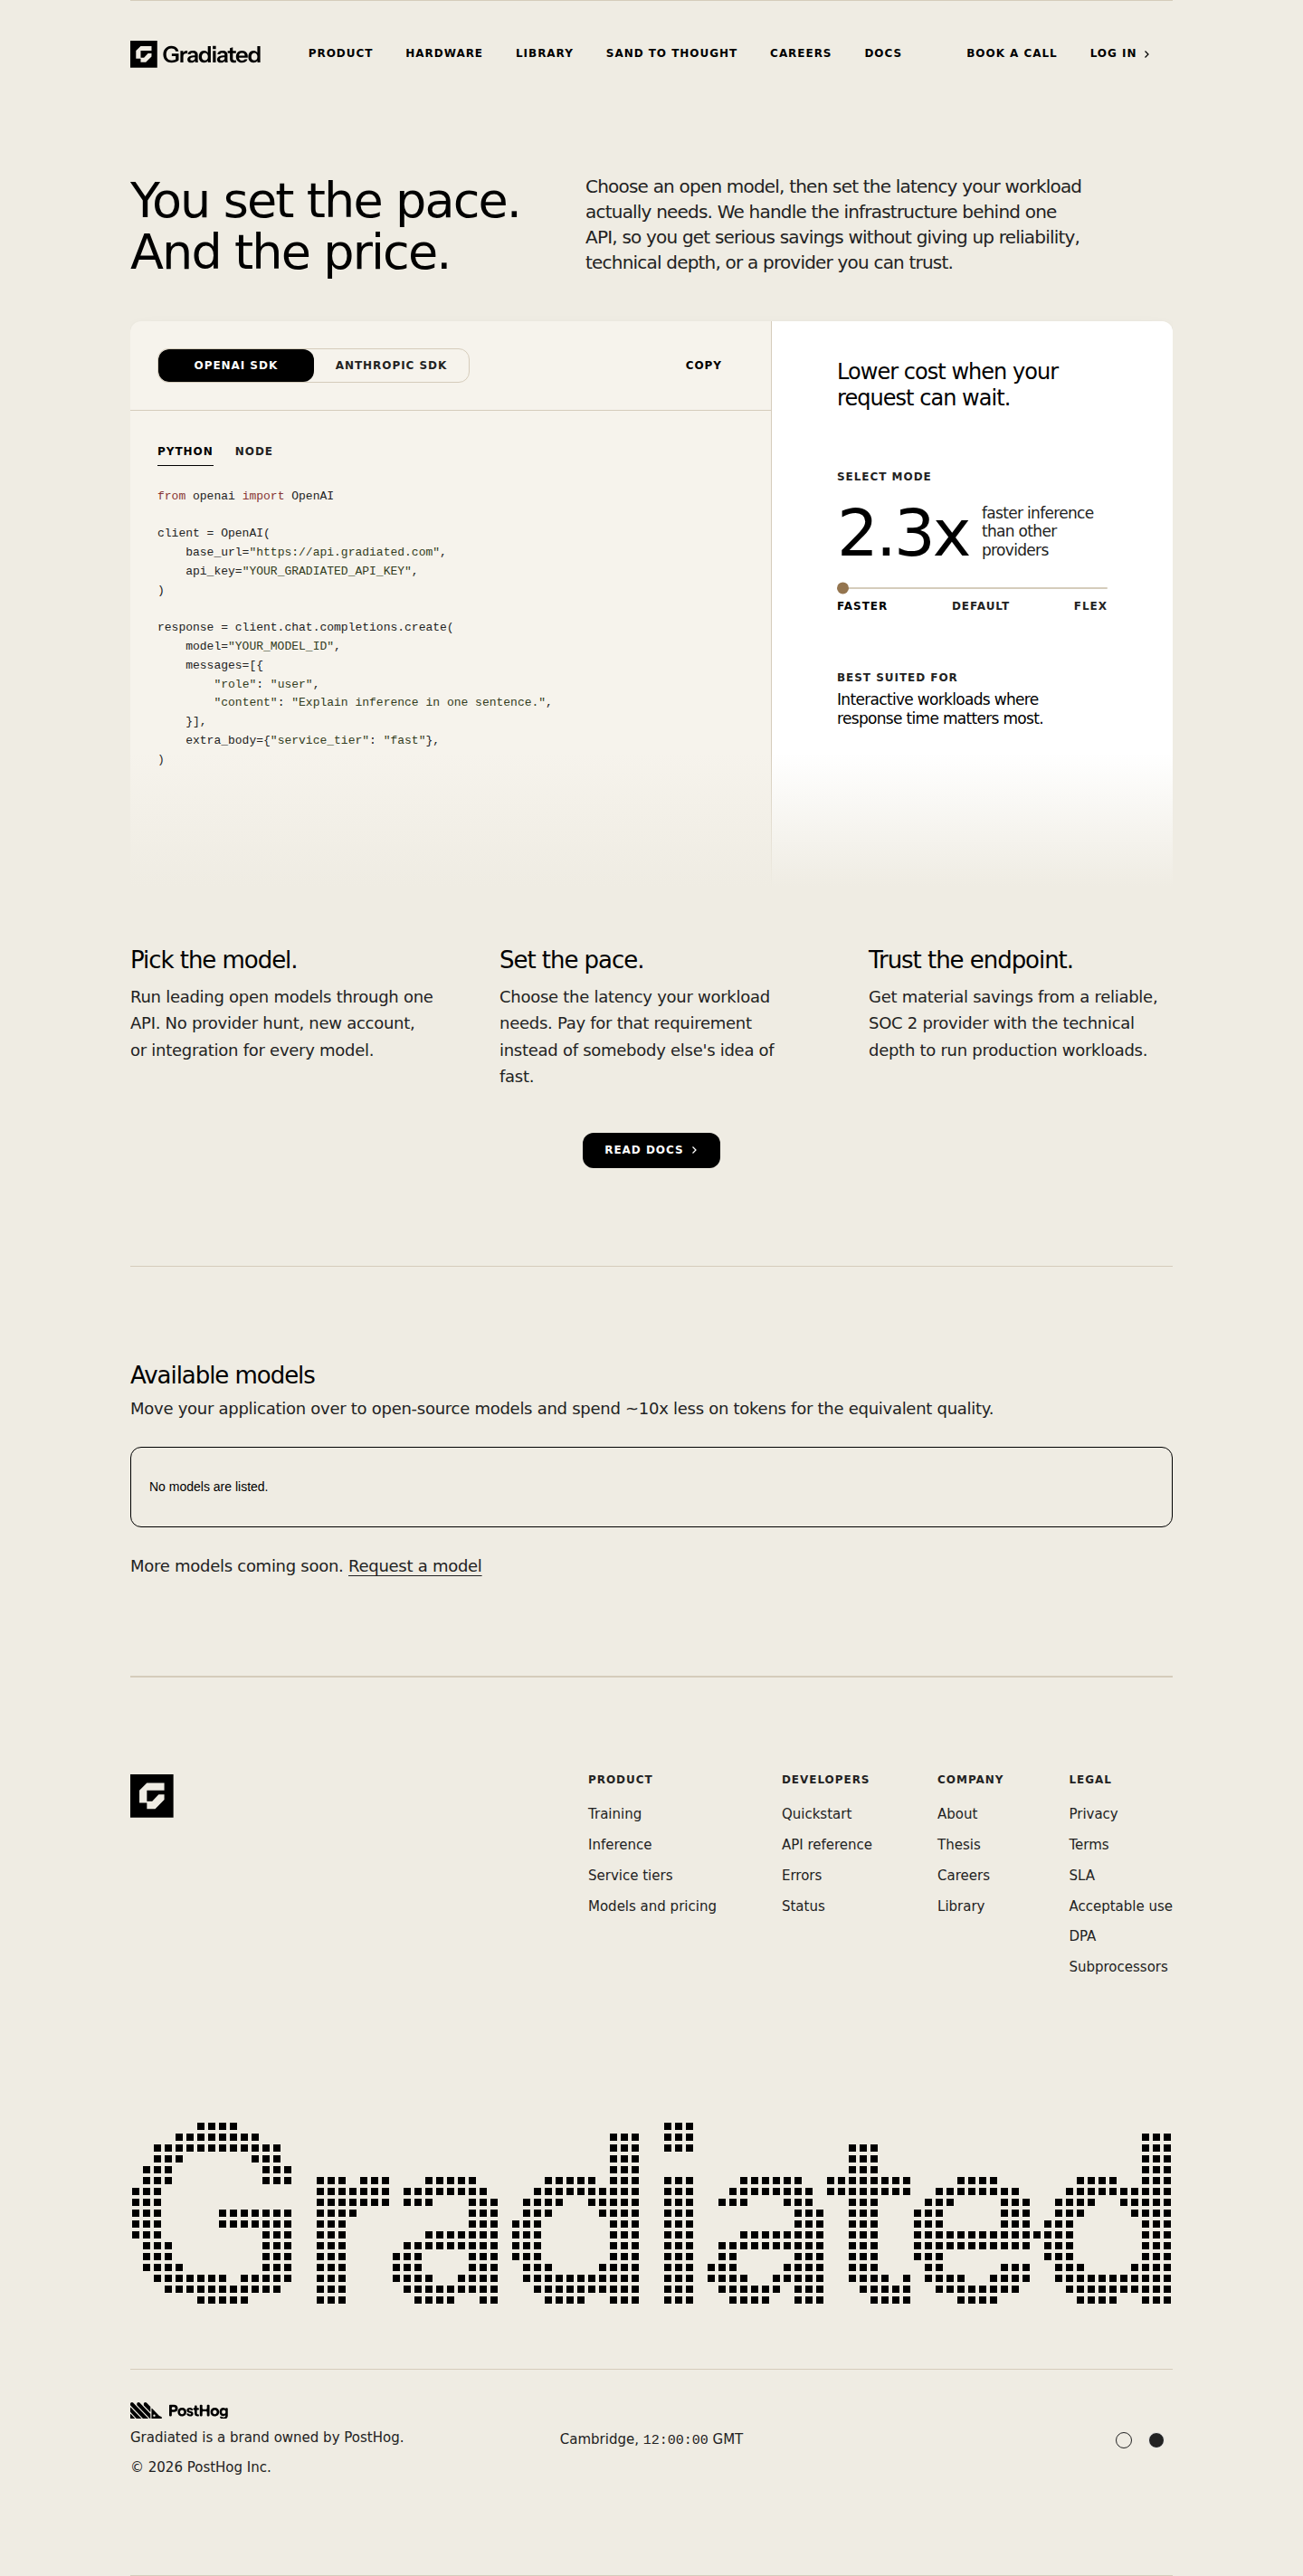 Gradiated
PRODUCT HARDWARE LIBRARY SAND TO THOUGHT CAREERS DOCS BOOK A CALL LOG IN
You set the pace.
And the price.
Choose an open model, then set the latency your workload
actually needs. We handle the infrastructure behind one
API, so you get serious savings without giving up reliability,
technical depth, or a provider you can trust.
OPENAI SDK ANTHROPIC SDK COPY
PYTHON NODE
from openai import OpenAI
client = OpenAI(
    base_url="https://api.gradiated.com",
    api_key="YOUR_GRADIATED_API_KEY",
)
response = client.chat.completions.create(
    model="YOUR_MODEL_ID",
    messages=[{
        "role": "user",
        "content": "Explain inference in one sentence.",
    }],
    extra_body={"service_tier": "fast"},
)
Lower cost when your
request can wait.
SELECT MODE
2.3x
faster inference
than other
providers
FASTER DEFAULT FLEX
BEST SUITED FOR
Interactive workloads where
response time matters most.
Pick the model.
Run leading open models through one
API. No provider hunt, new account,
or integration for every model.
Set the pace.
Choose the latency your workload
needs. Pay for that requirement
instead of somebody else's idea of
fast.
Trust the endpoint.
Get material savings from a reliable,
SOC 2 provider with the technical
depth to run production workloads.
READ DOCS
Available models
Move your application over to open-source models and spend ~10x less on tokens for the equivalent quality.
No models are listed.
More models coming soon. Request a model
PRODUCT
Training
Inference
Service tiers
Models and pricing
DEVELOPERS
Quickstart
API reference
Errors
Status
COMPANY
About
Thesis
Careers
Library
LEGAL
Privacy
Terms
SLA
Acceptable use
DPA
Subprocessors
Gradiated
PostHog
Gradiated is a brand owned by PostHog.
© 2026 PostHog Inc.
Cambridge, 12:00:00 GMT